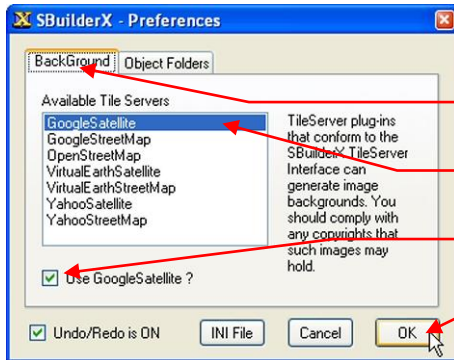 SBuilderX - Preferences
BackGround
Object Folders
Available Tile Servers
GoogleSatellite
GoogleStreetMap
OpenStreetMap
VirtualEarthSatellite
VirtualEarthStreetMap
YahooSatellite
YahooStreetMap
TileServer plug-ins
that conform to the
SBuilderX TileServer
Interface can
generate image
backgrounds. You
should comply with
any copyrights that
such images may
hold.
Use GoogleSatellite ?
Undo/Redo is ON
INI File
Cancel
OK